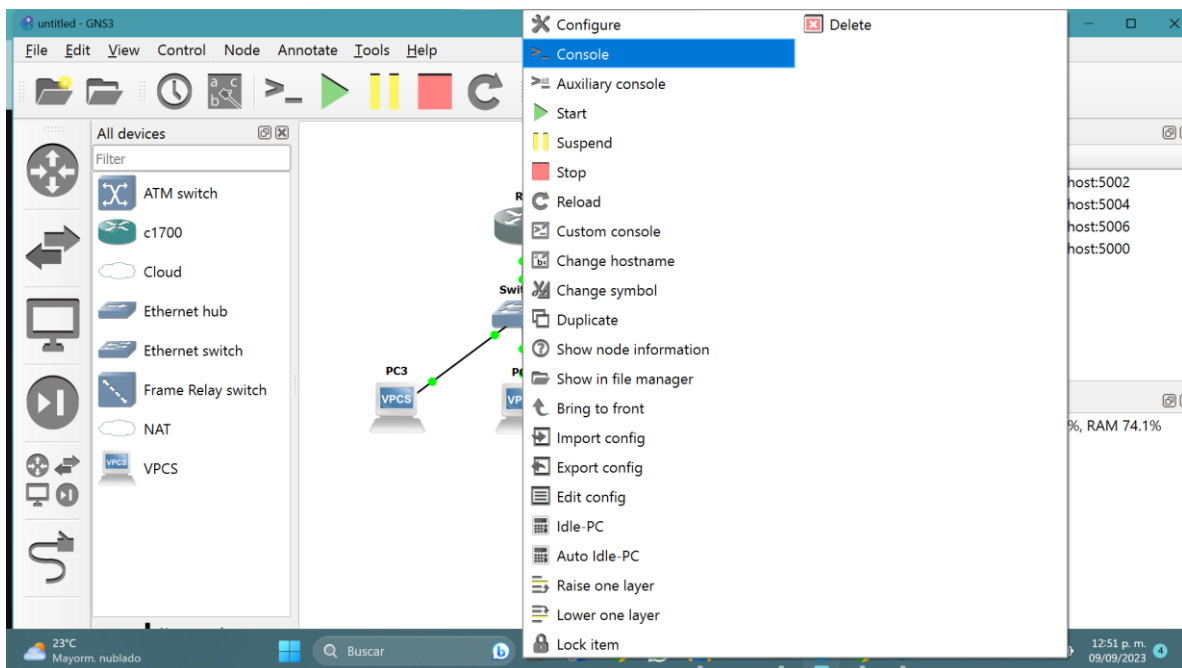 untitled - GNS3
File Edit View Control Node Annotate Tools Help
All devices
Filter
ATM switch
c1700
Cloud
Ethernet hub
Ethernet switch
Frame Relay switch
NAT
VPCS
R
Swit
PC3
VPCS
P
VP
Configure
Console
Auxiliary console
Start
Suspend
Stop
Reload
Custom console
Change hostname
Change symbol
Duplicate
Show node information
Show in file manager
Bring to front
Import config
Export config
Edit config
Idle-PC
Auto Idle-PC
Raise one layer
Lower one layer
Lock item
Delete
host:5002
host:5004
host:5006
host:5000
%, RAM 74.1%
23°C
Mayorm. nublado
Buscar
12:51 p. m.
09/09/2023
4